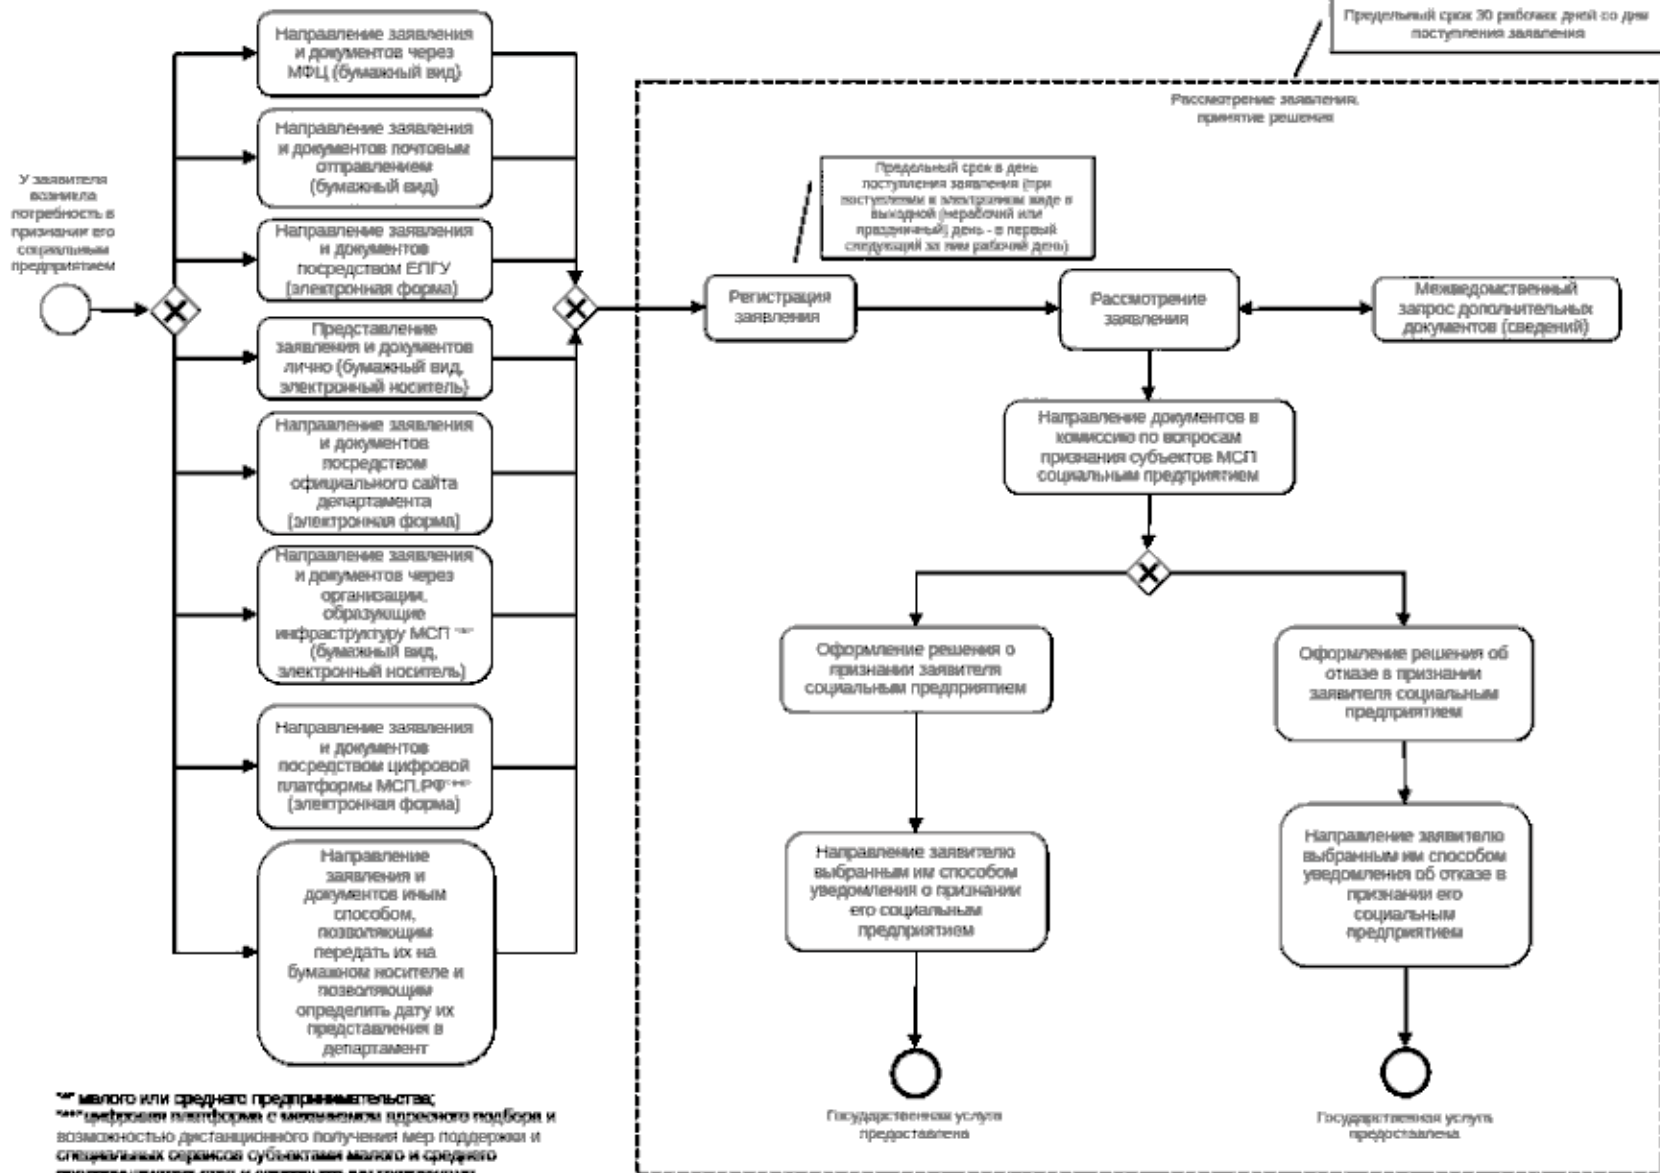 У заявителя
возникла
потребность в
признании его
социальным
предприятием
Направление заявления
и документов через
МФЦ (бумажный вид)
Направление заявления
и документов почтовым
отправлением
(бумажный вид)
Направление заявления
и документов
посредством ЕПГУ
(электронная форма)
Представление
заявления и документов
лично (бумажный вид,
электронный носитель)
Направление заявления
и документов
посредством
официального сайта
департамента
(электронная форма)
Направление заявления
и документов через
организации,
образующие
инфраструктуру МСП
(бумажный вид,
электронный носитель)
Направление заявления
и документов
посредством цифровой
платформы МСП.РФ
(электронная форма)
Направление
заявления и
документов иным
способом,
позволяющим
передать их на
бумажном носителе и
позволяющим
определить дату их
представления в
департамент
малого или среднего предпринимательства;
цифровая платформа с механизмом адресного подбора и
возможностью дистанционного получения мер поддержки и
специальных сервисов субъектами малого и среднего
Предельный срок 30 рабочих дней со дня
поступления заявления
Рассмотрение заявления,
принятие решения
Предельный срок в день
поступления заявления (при
поступлении в электронном виде в
выходной (нерабочий или
праздничный) день - в первый
следующий за ним рабочий день)
Регистрация
заявления
Рассмотрение
заявления
Межведомственный
запрос дополнительных
документов (сведений)
Направление документов в
комиссию по вопросам
признания субъектов МСП
социальным предприятием
Оформление решения о
признании заявителя
социальным предприятием
Оформление решения об
отказе в признании
заявителя социальным
предприятием
Направление заявителю
выбранным им способом
уведомления о признании
его социальным
предприятием
Направление заявителю
выбранным им способом
уведомления об отказе в
признании его
социальным
предприятием
Государственная услуга
предоставлена
Государственная услуга
предоставлена